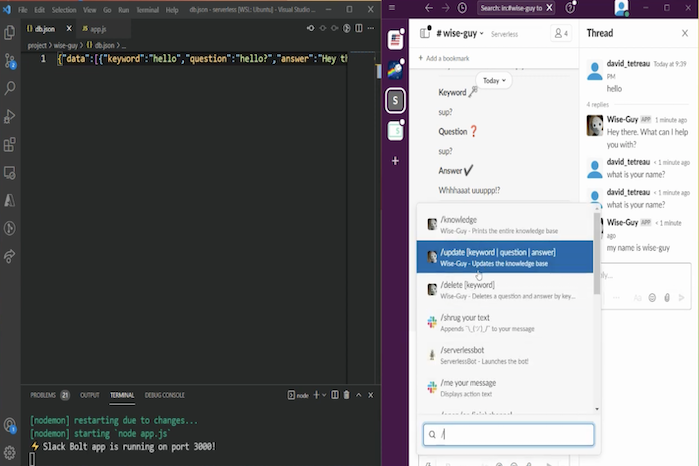 File Edit Selection View Go Run Terminal Help db.json - serverless [WSL: Ubuntu] - Visual Studio ...
db.json
app.js
project > wise-guy > db.json > ...
1 {"data":[{"keyword":"hello","question":"hello?","answer":"Hey th
PROBLEMS 21 OUTPUT TERMINAL DEBUG CONSOLE
node
[nodemon] restarting due to changes...
[nodemon] starting `node app.js`
⚡ Slack Bolt app is running on port 3000!
Search: in:#wise-guy to
# wise-guy
Serverless
4
+ Add a bookmark
Today
Keyword
sup?
Question ❓
sup?
Answer ✔
Whhhaaat uuuppp!?
/knowledge
Wise-Guy - Prints the entire knowledge base
/update [keyword | question | answer]
Wise-Guy - Updates the knowledge base
/delete [keyword]
Wise-Guy - Deletes a question and answer by key...
/shrug your text
Appends ¯\_(ツ)_/¯ to your message
/serverlessBot
ServerlessBot - Launches the bot!
/me your message
Displays action text
/
S
Thread
david_tetreau Today at 9:39
PM
hello
4 replies
Wise-Guy APP 1 minute ago
Hey there. What can I help
you with?
david_tetreau < 1 minute ago
what is your name?
david_tetreau < 1 minute ago
what is your name?
Wise-Guy APP < 1 minute
ago
my name is wise-guy
ply...